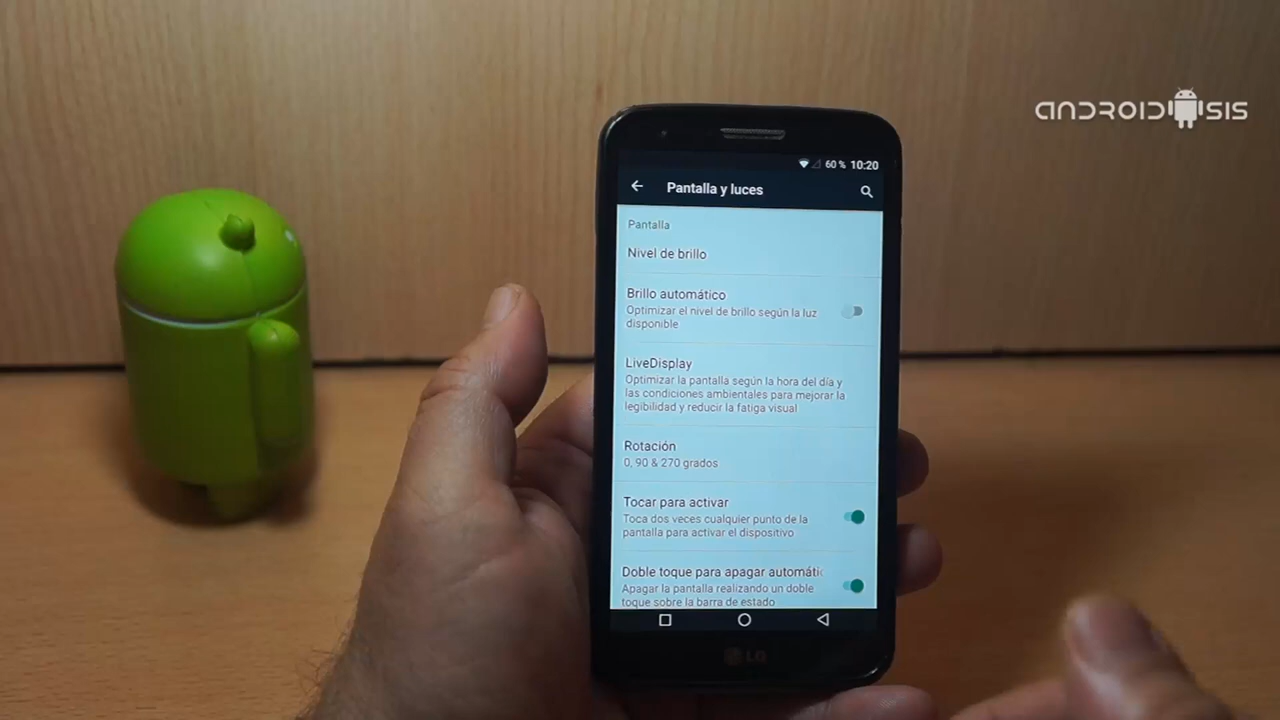 ANDROIDSIS
60 % 10:20
Pantalla y luces
Pantalla
Nivel de brillo
Brillo automático
Optimizar el nivel de brillo según la luz
disponible
LiveDisplay
Optimizar la pantalla según la hora del día y
las condiciones ambientales para mejorar la
legibilidad y reducir la fatiga visual
Rotación
0, 90 & 270 grados
Tocar para activar
Toca dos veces cualquier punto de la
pantalla para activar el dispositivo
Doble toque para apagar automátic
Apagar la pantalla realizando un doble
toque sobre la barra de estado
LG